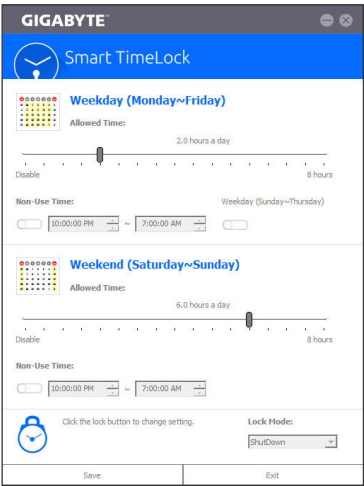 GIGABYTE™
Smart TimeLock
Weekday (Monday~Friday)
Allowed Time:
2.0 hours a day
Disable
8 hours
Non-Use Time:
Weekday (Sunday~Thursday)
10:00:00 PM ~ 7:00:00 AM
Weekend (Saturday~Sunday)
Allowed Time:
6.0 hours a day
Disable
8 hours
Non-Use Time:
10:00:00 PM ~ 7:00:00 AM
Click the lock button to change setting.
Lock Mode:
ShutDown
Save
Exit